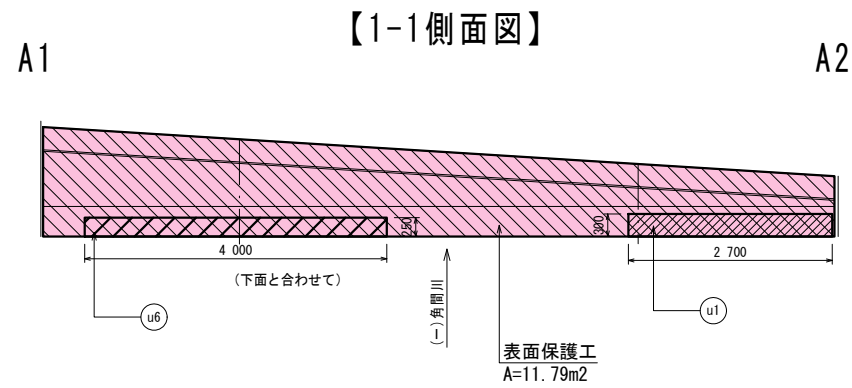 【1-1側面図】
A1
A2
250
300
4 000
2 700
(下面と合わせて)
u6
u1
(一)角間川
表面保護工
A=11.79m2